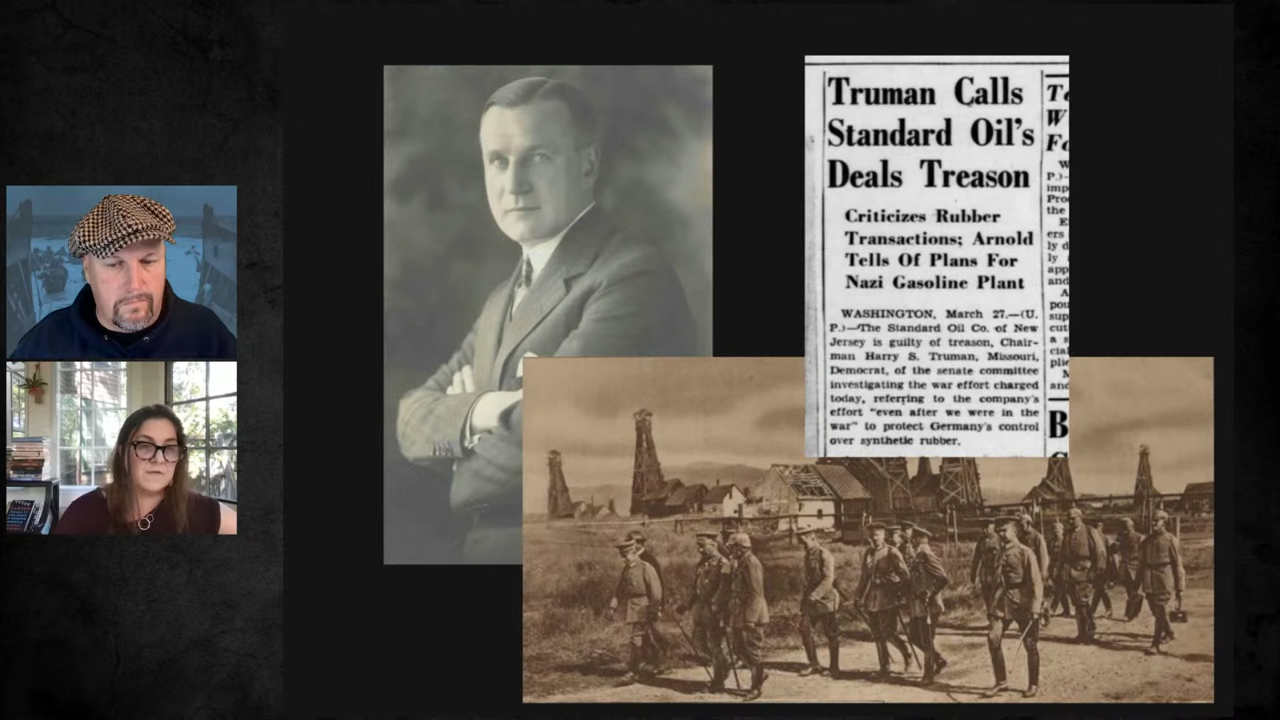 Truman Calls
Standard Oil's
Deals Treason
Criticizes Rubber
Transactions; Arnold
Tells Of Plans For
Nazi Gasoline Plant
WASHINGTON, March 27.—(U.
P.)—The Standard Oil Co. of New
Jersey is guilty of treason, Chair-
man Harry S. Truman, Missouri,
Democrat, of the senate committee
investigating the war effort charged
today, referring to the company's
effort "even after we were in the
war" to protect Germany's control
over synthetic rubber.